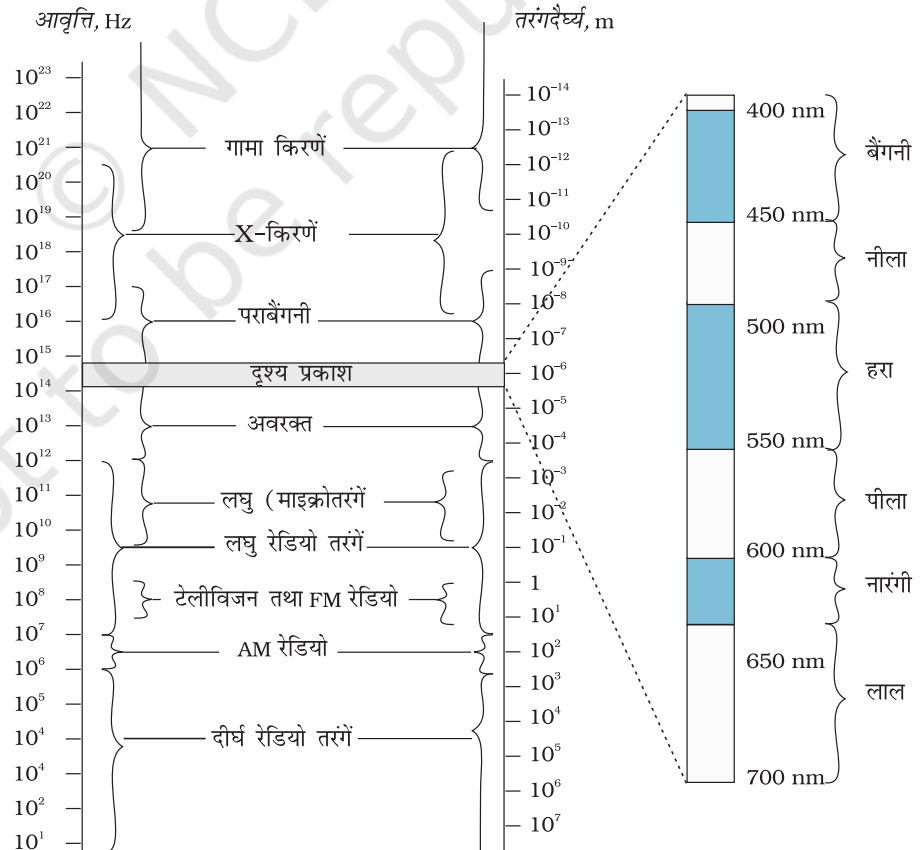 आवृत्ति, Hz
तरंगदैर्घ्य, m
10²³
10²²
10²¹
10²⁰
10¹⁹
10¹⁸
10¹⁷
10¹⁶
10¹⁵
10¹⁴
10¹³
10¹²
10¹¹
10¹⁰
10⁹
10⁸
10⁷
10⁶
10⁵
10⁴
10⁴
10²
10¹
गामा किरणें
X-किरणें
पराबैंगनी
दृश्य प्रकाश
अवरक्त
लघु (माइक्रोतरंगें
लघु रेडियो तरंगें
टेलीविजन तथा FM रेडियो
AM रेडियो
दीर्घ रेडियो तरंगें
10⁻¹⁴
10⁻¹³
10⁻¹²
10⁻¹¹
10⁻¹⁰
10⁻⁹
10⁻⁸
10⁻⁷
10⁻⁶
10⁻⁵
10⁻⁴
10⁻³
10⁻²
10⁻¹
1
10¹
10²
10³
10⁴
10⁵
10⁶
10⁷
400 nm
450 nm
500 nm
550 nm
600 nm
650 nm
700 nm
बैंगनी
नीला
हरा
पीला
नारंगी
लाल
© NC
ot to be repu